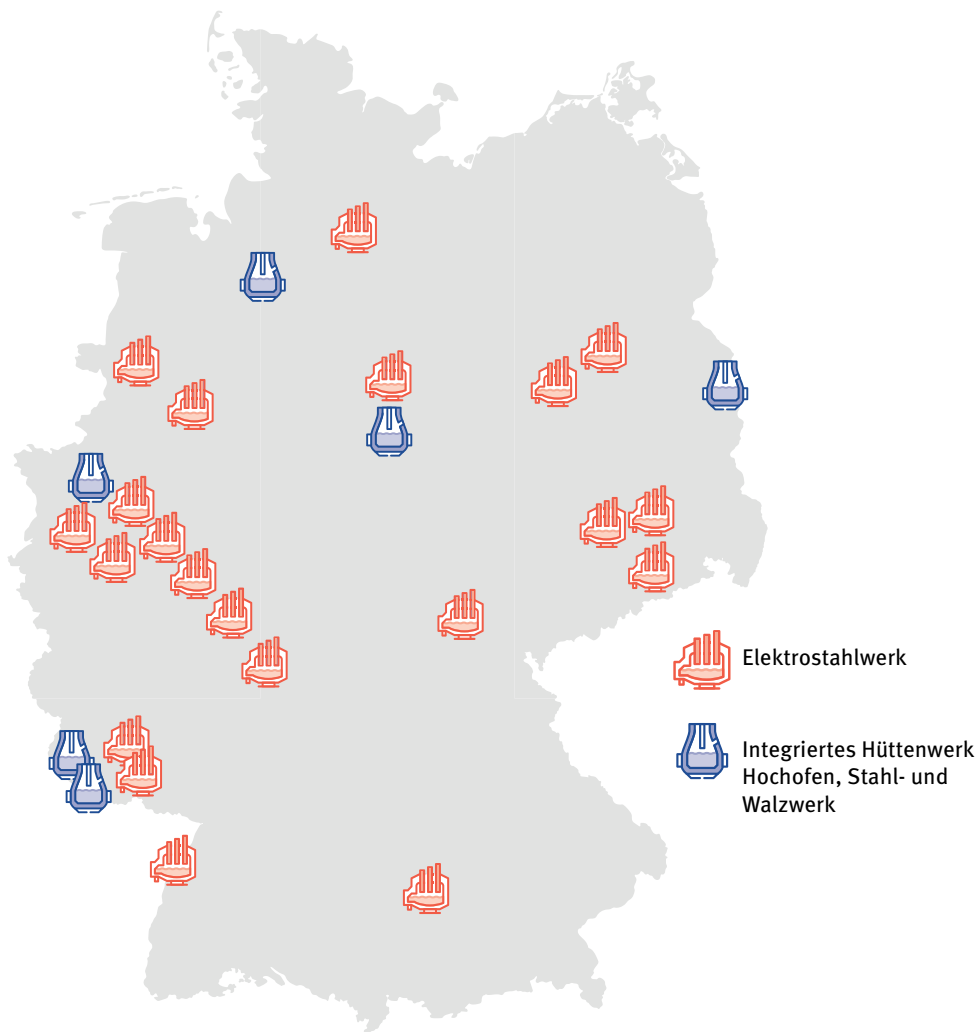 Elektrostahlwerk
Integriertes Hüttenwerk
Hochofen, Stahl- und
Walzwerk